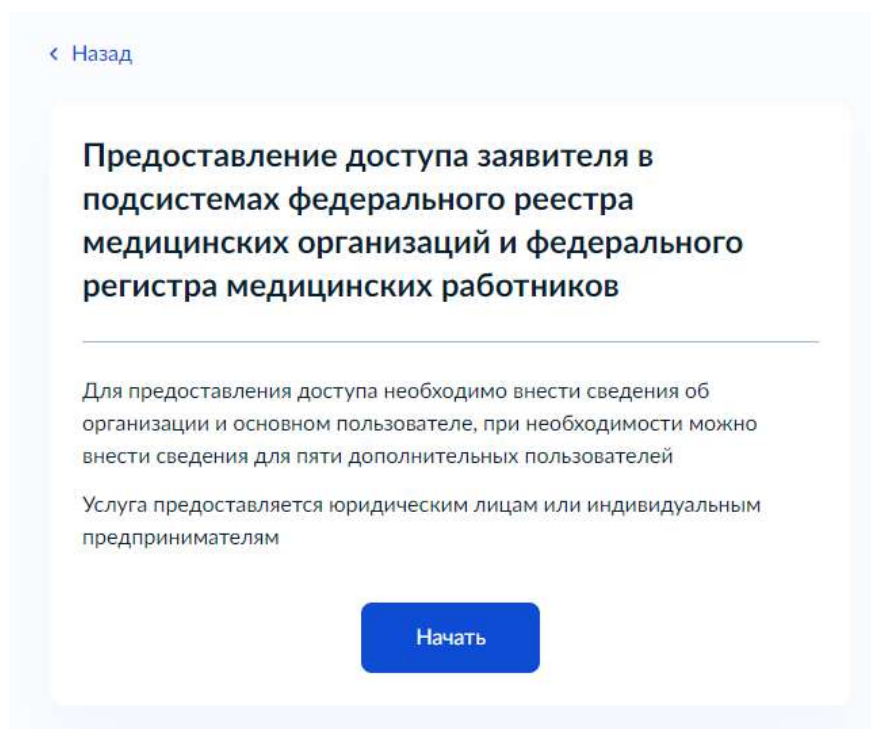 Назад
Предоставление доступа заявителя в
подсистемах федерального реестра
медицинских организаций и федерального
регистра медицинских работников
Для предоставления доступа необходимо внести сведения об
организации и основном пользователе, при необходимости можно
внести сведения для пяти дополнительных пользователей
Услуга предоставляется юридическим лицам или индивидуальным
предпринимателям
Начать